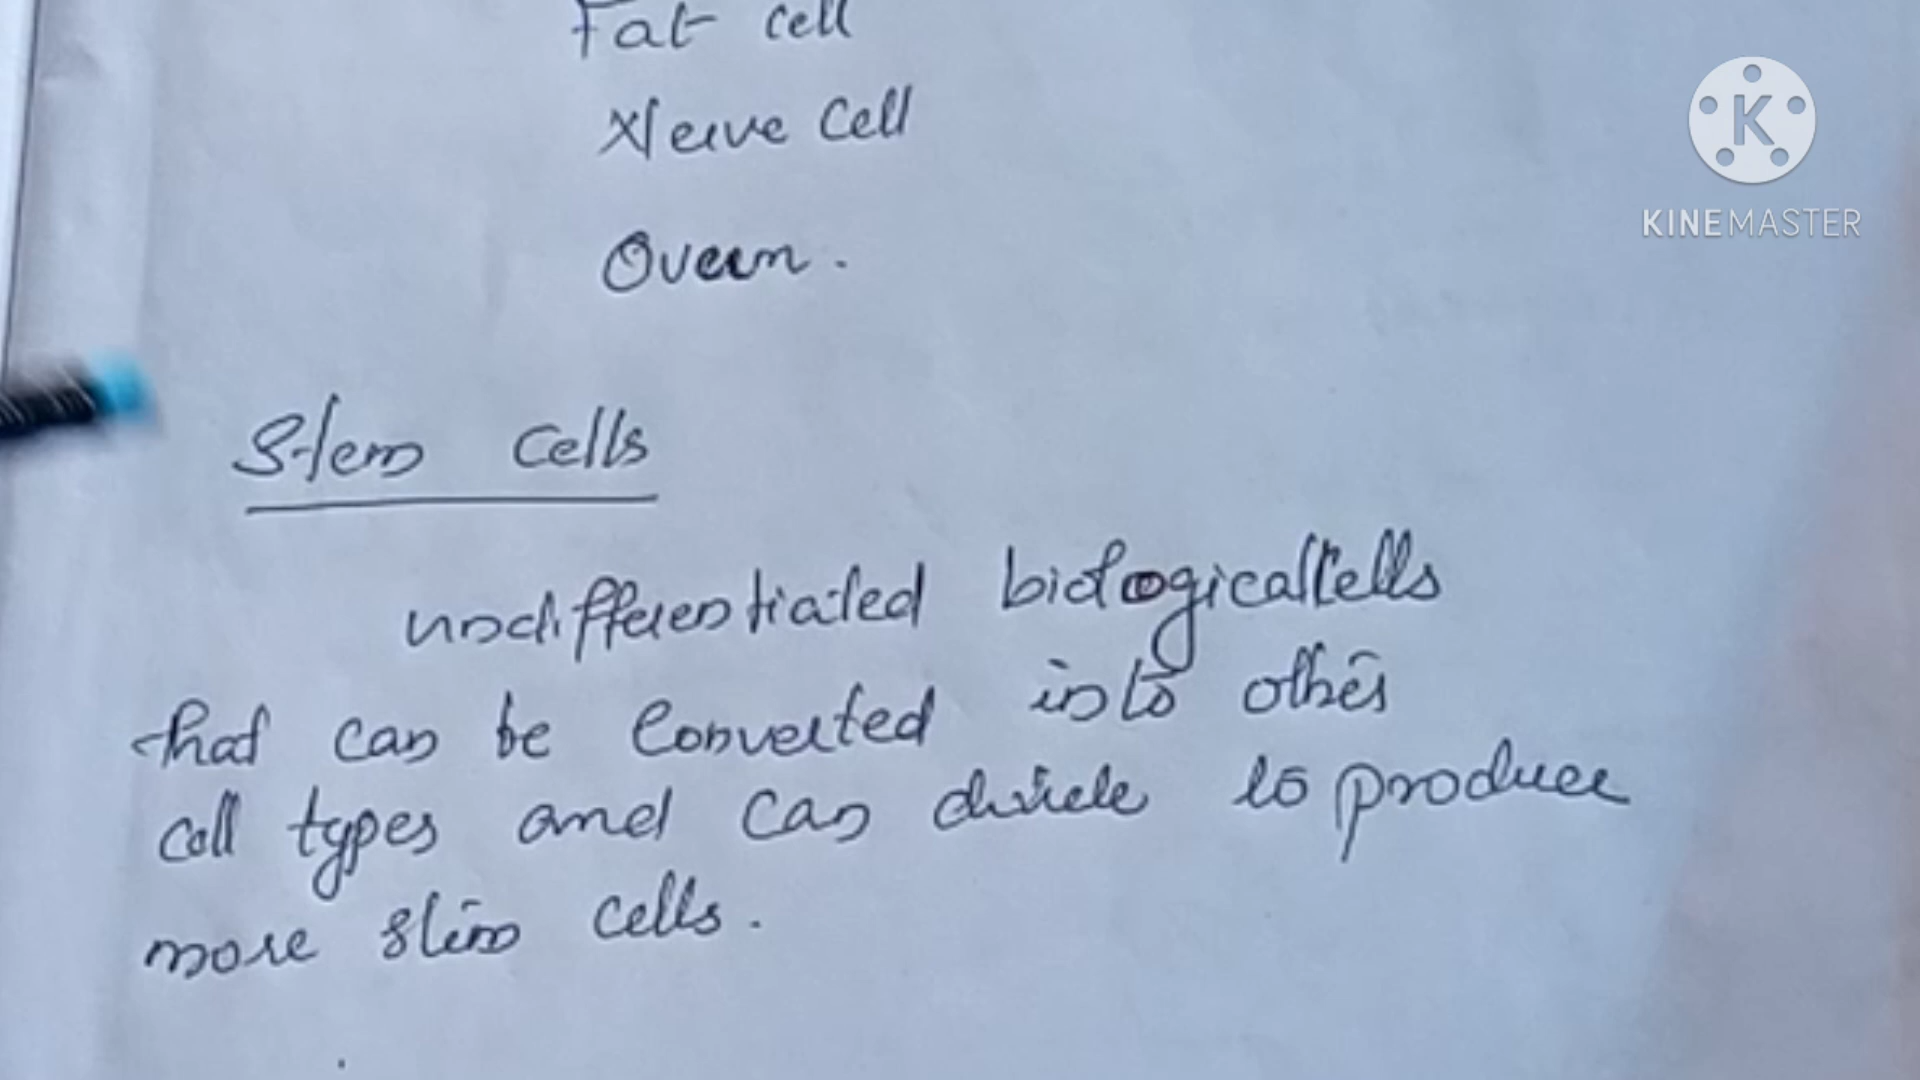 Fat cell
Nerve Cell
Ovum.
KINEMASTER
Stem cells
undifferentiated biological cells
that can be Converted into other
cell types and Can divide to produce
more stem cells.